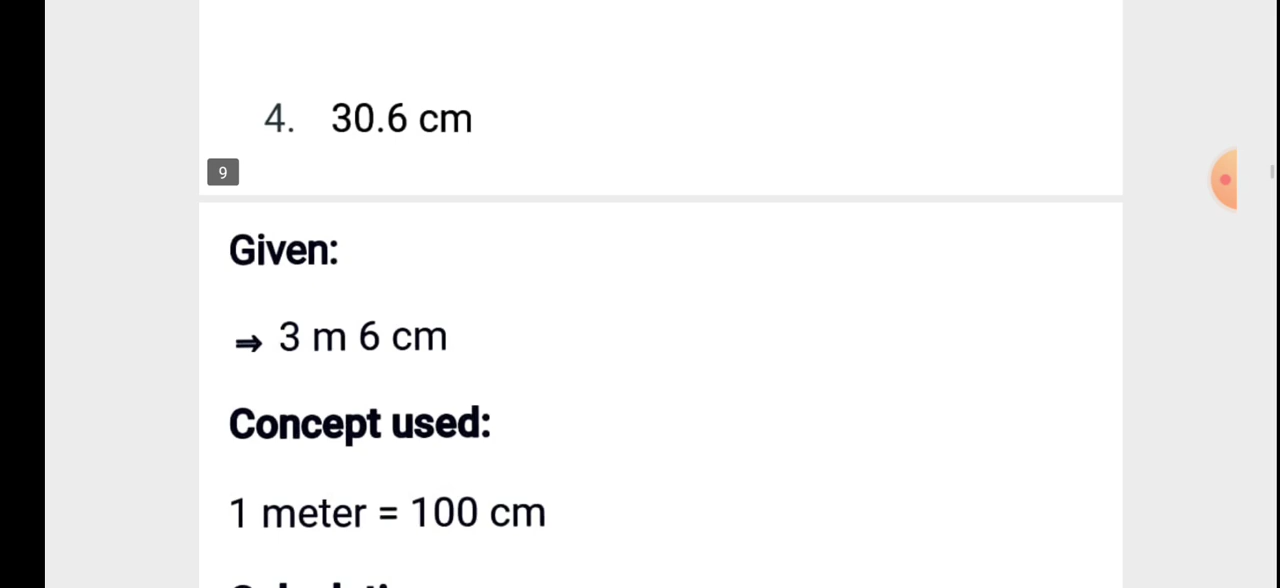 4. 30.6 cm
9
Given:
⇒ 3 m 6 cm
Concept used:
1 meter = 100 cm